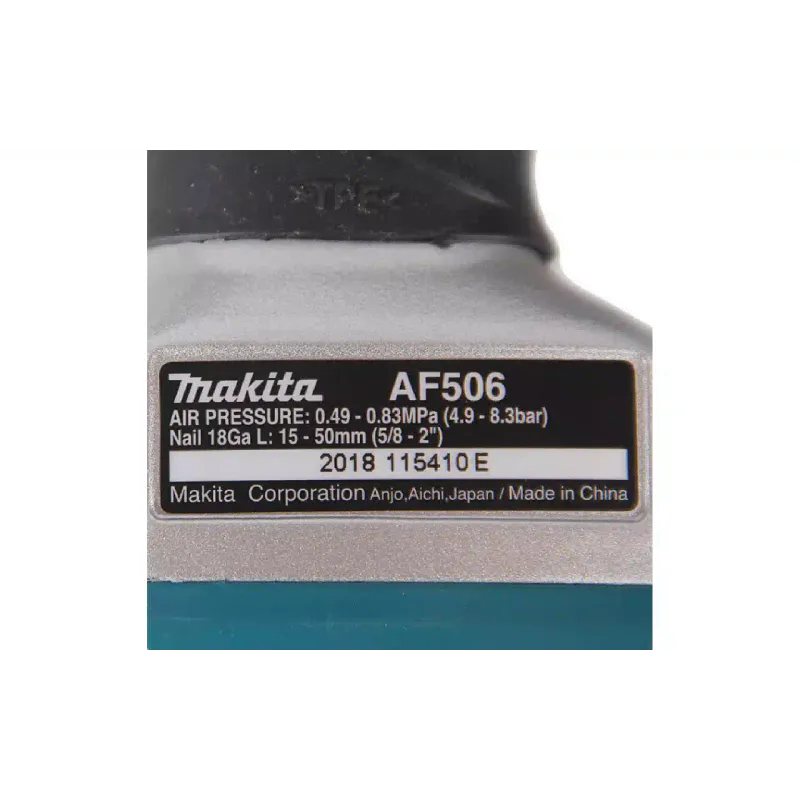 >TPE<
makita AF506
AIR PRESSURE: 0.49 - 0.83MPa (4.9 - 8.3bar)
Nail 18Ga L: 15 - 50mm (5/8 - 2")
2018 115410 E
Makita Corporation Anjo,Aichi,Japan / Made in China